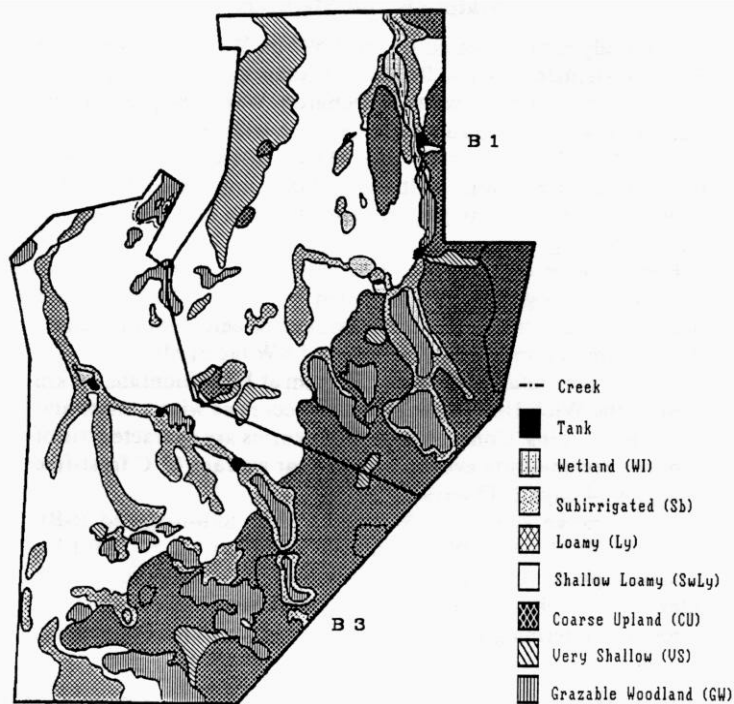 B 1
Creek
Tank
Wetland (WI)
Subirrigated (Sb)
Loamy (Ly)
Shallow Loamy (SwLy)
Coarse Upland (CU)
Very Shallow (VS)
Grazable Woodland (GW)
B 3